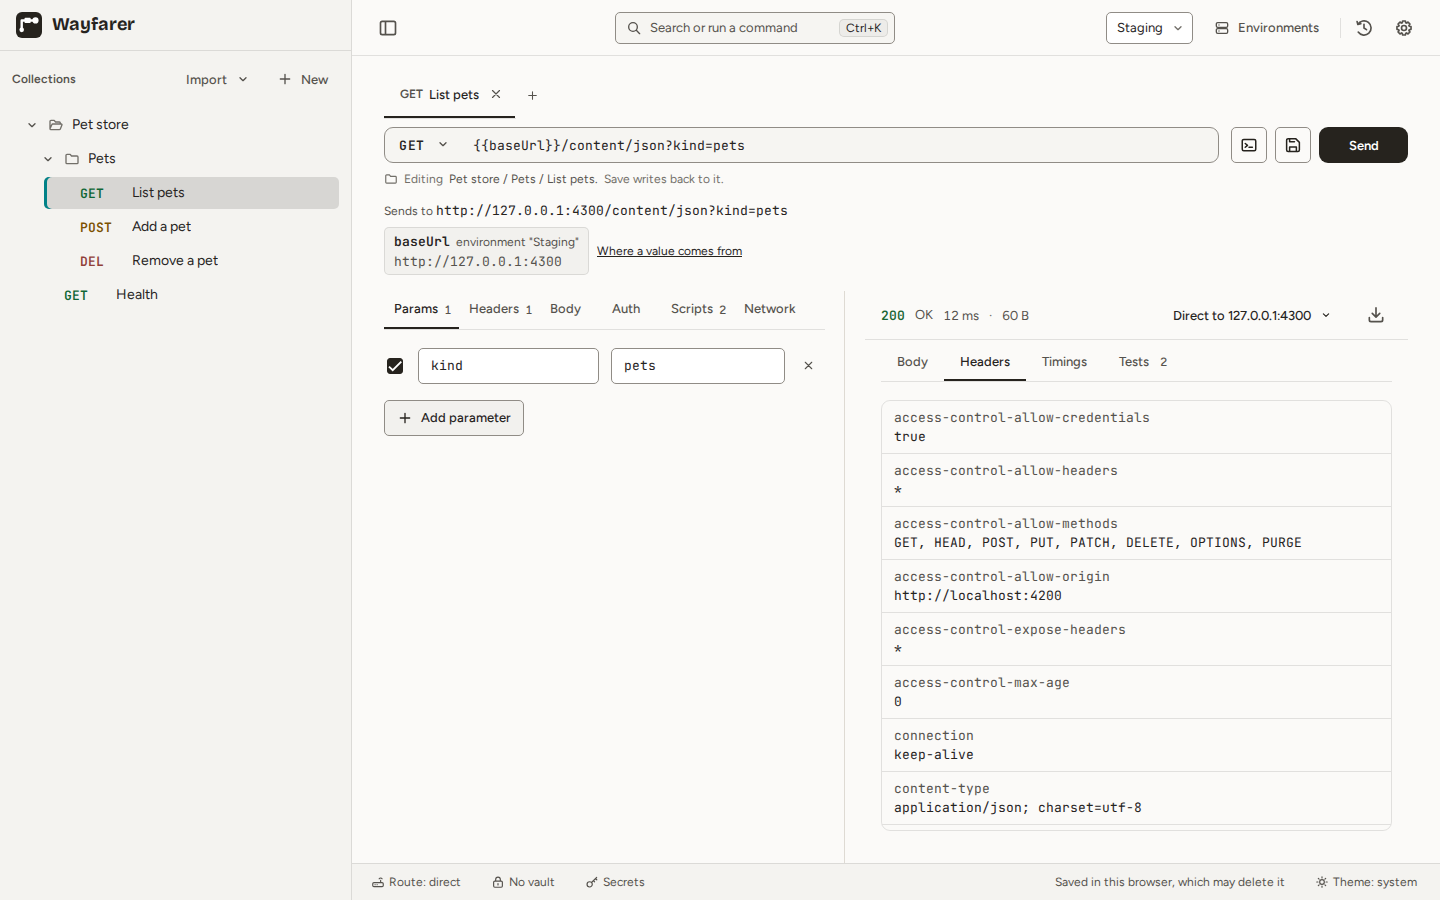 Wayfarer
Search or run a command
Ctrl+K
Staging
Environments
Collections
Import
New
Pet store
Pets
GET List pets
POST Add a pet
DEL Remove a pet
GET Health
GET List pets
GET
{{baseUrl}}/content/json?kind=pets
Send
Editing Pet store / Pets / List pets. Save writes back to it.
Sends to http://127.0.0.1:4300/content/json?kind=pets
baseUrl environment "Staging"
http://127.0.0.1:4300
Where a value comes from
Params 1
Headers 1
Body
Auth
Scripts 2
Network
kind
pets
Add parameter
200 OK 12 ms · 60 B
Direct to 127.0.0.1:4300
Body
Headers
Timings
Tests 2
access-control-allow-credentials
true
access-control-allow-headers
*
access-control-allow-methods
GET, HEAD, POST, PUT, PATCH, DELETE, OPTIONS, PURGE
access-control-allow-origin
http://localhost:4200
access-control-expose-headers
*
access-control-max-age
0
connection
keep-alive
content-type
application/json; charset=utf-8
Route: direct
No vault
Secrets
Saved in this browser, which may delete it
Theme: system